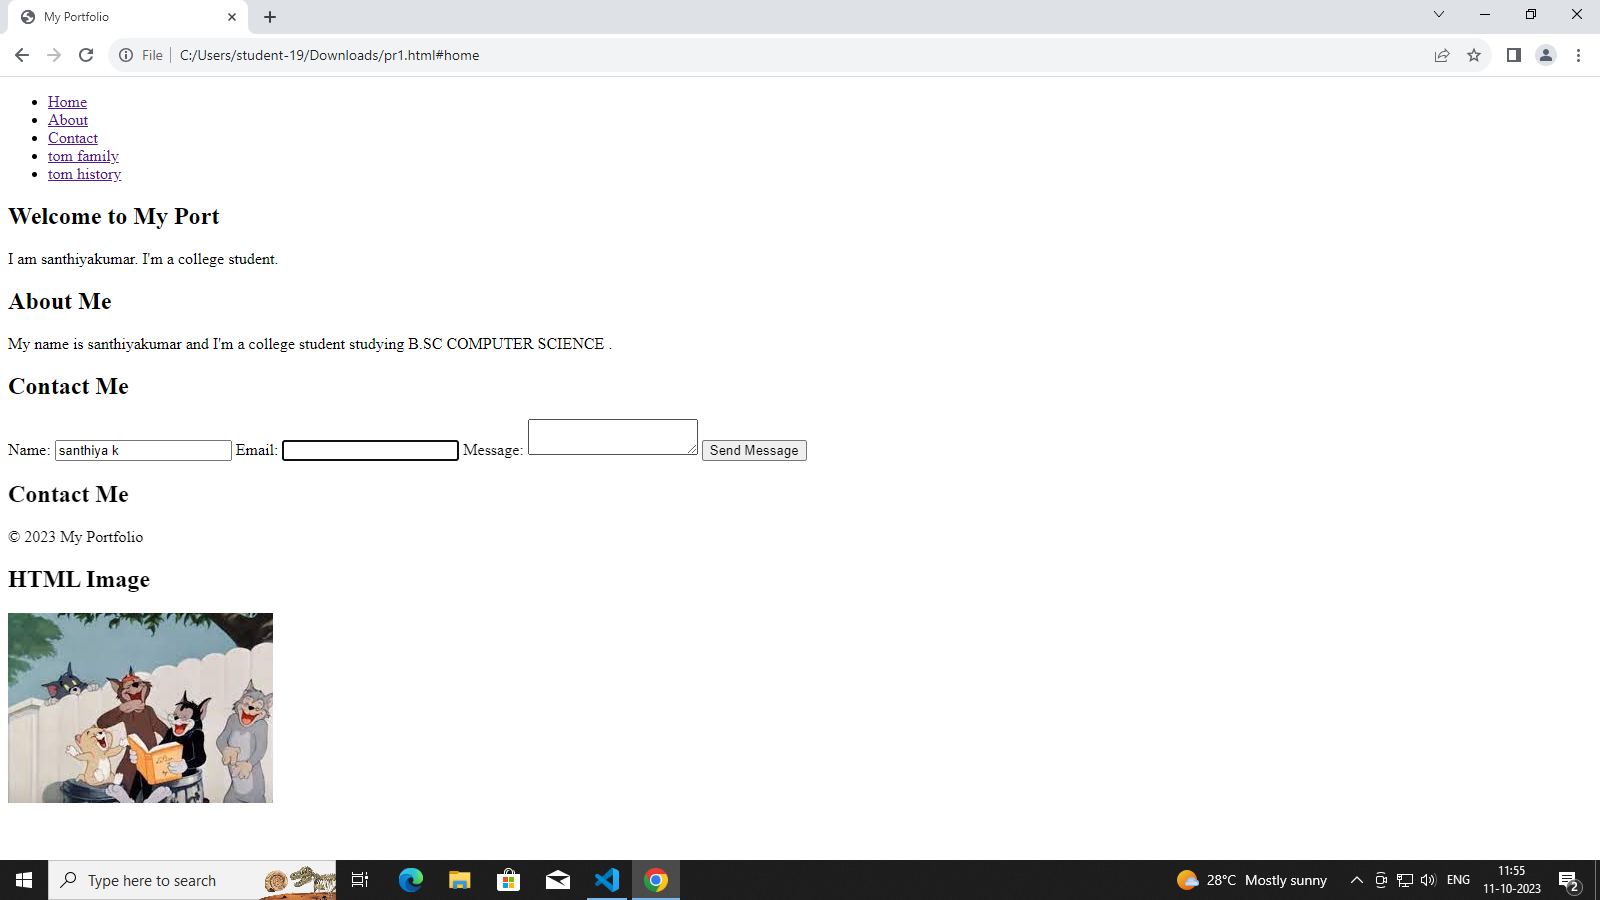 My Portfolio
File C:/Users/student-19/Downloads/pr1.html#home
Home
About
Contact
tom family
tom history
Welcome to My Port
I am santhiyakumar. I'm a college student.
About Me
My name is santhiyakumar and I'm a college student studying B.SC COMPUTER SCIENCE .
Contact Me
Name: santhiya k Email: Message: Send Message
Contact Me
© 2023 My Portfolio
HTML Image
Type here to search 28°C Mostly sunny ENG 11:55
11-10-2023 2